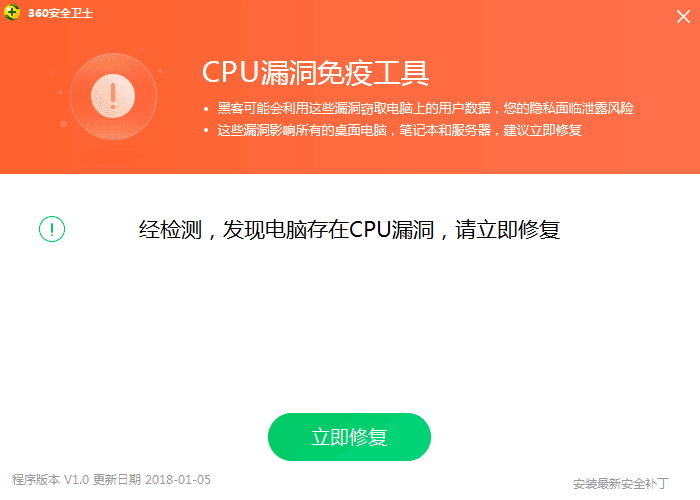 360安全卫士
CPU漏洞免疫工具
• 黑客可能会利用这些漏洞窃取电脑上的用户数据，您的隐私面临泄露风险
• 这些漏洞影响所有的桌面电脑，笔记本和服务器，建议立即修复
经检测，发现电脑存在CPU漏洞，请立即修复
立即修复
程序版本 V1.0 更新日期 2018-01-05
安装最新安全补丁